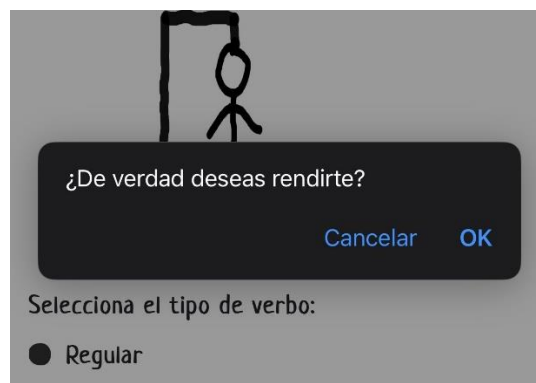 ¿De verdad deseas rendirte?
Cancelar OK
Selecciona el tipo de verbo:
Regular